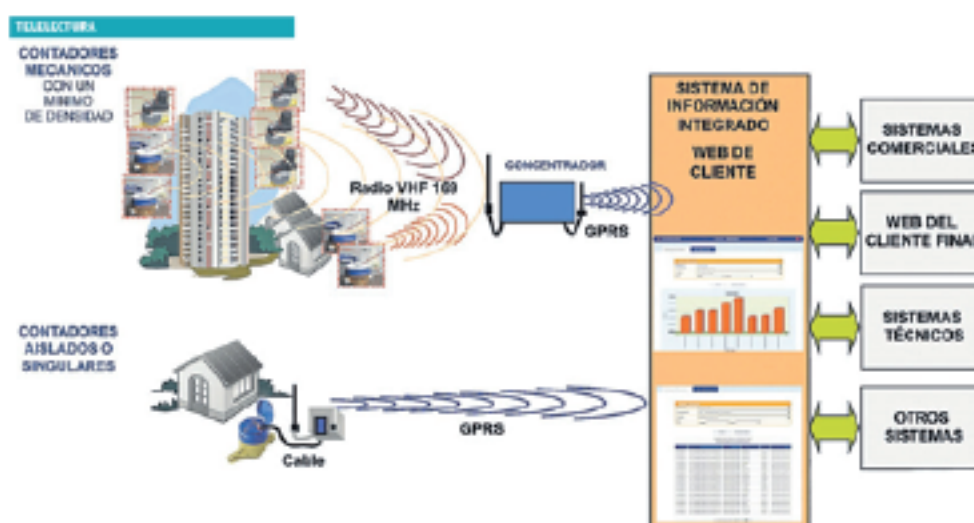 TELELECTURA
CONTADORES
MECANICOS
CON UN
MINIMO
DE DENSIDAD
Radio VHF 169
MHz
CONCENTRADOR
GPRS
SISTEMA DE
INFORMACIÓN
INTEGRADO
WEB DE
CLIENTE
SISTEMAS
COMERCIALES
WEB DEL
CLIENTE FINAL
SISTEMAS
TÉCNICOS
OTROS
SISTEMAS
CONTADORES
AISLADOS O
SINGULARES
GPRS
Cable